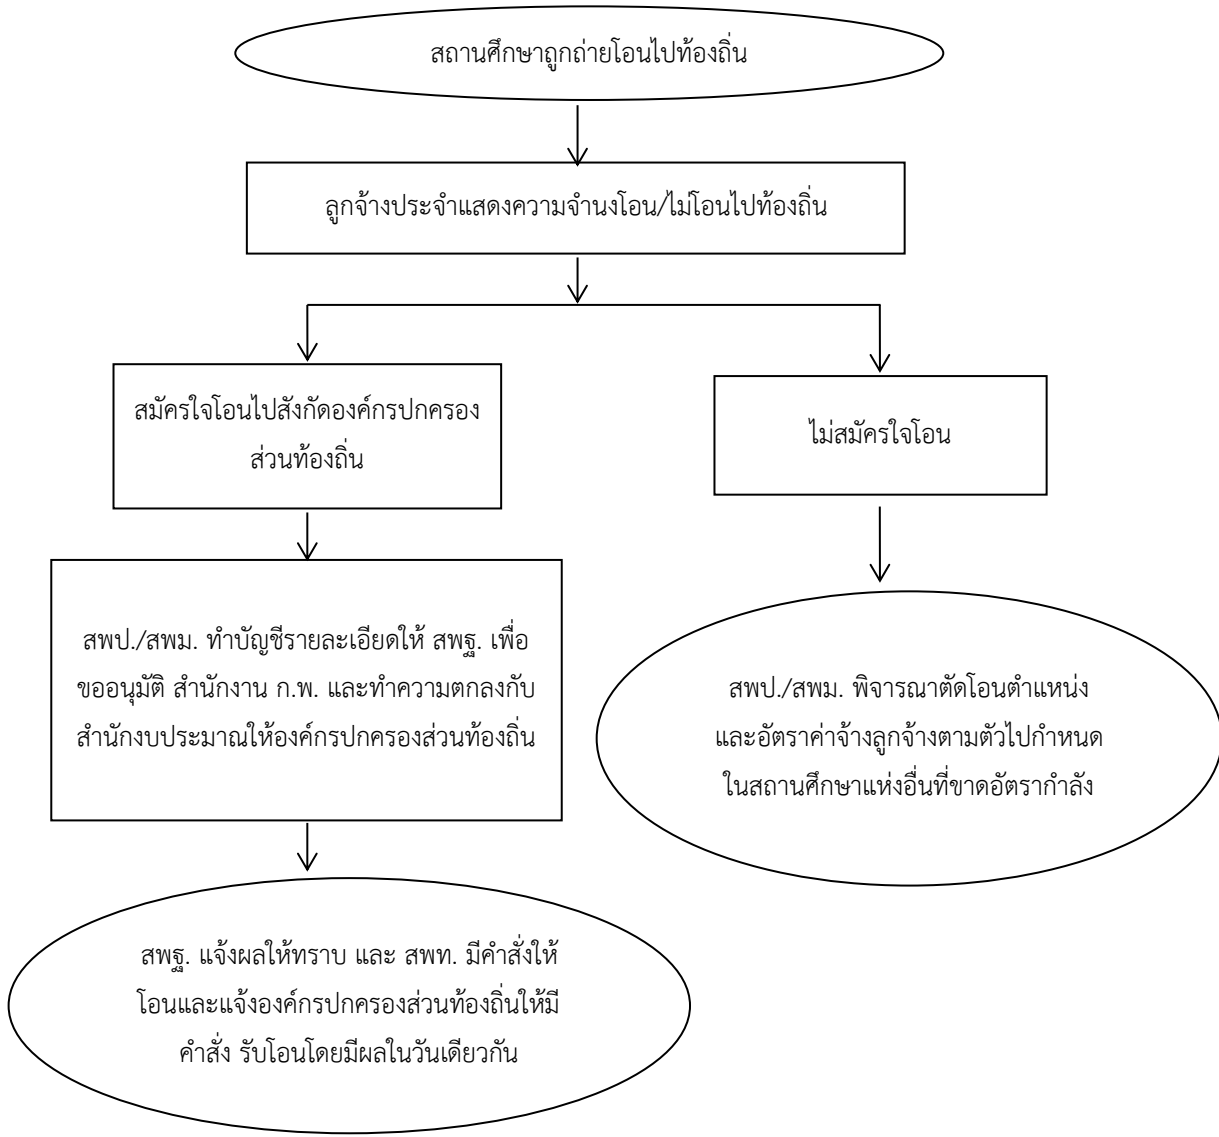 สถานศึกษาถูกถ่ายโอนไปท้องถิ่น
ลูกจ้างประจำแสดงความจำนงโอน/ไม่โอนไปท้องถิ่น
สมัครใจโอนไปสังกัดองค์กรปกครอง
ส่วนท้องถิ่น
ไม่สมัครใจโอน
สพป./สพม. ทำบัญชีรายละเอียดให้ สพฐ. เพื่อ
ขออนุมัติ สำนักงาน ก.พ. และทำความตกลงกับ
สำนักงบประมาณให้องค์กรปกครองส่วนท้องถิ่น
สพป./สพม. พิจารณาตัดโอนตำแหน่ง
และอัตราค่าจ้างลูกจ้างตามตัวไปกำหนด
ในสถานศึกษาแห่งอื่นที่ขาดอัตรากำลัง
สพฐ. แจ้งผลให้ทราบ และ สพท. มีคำสั่งให้
โอนและแจ้งองค์กรปกครองส่วนท้องถิ่นให้มี
คำสั่ง รับโอนโดยมีผลในวันเดียวกัน